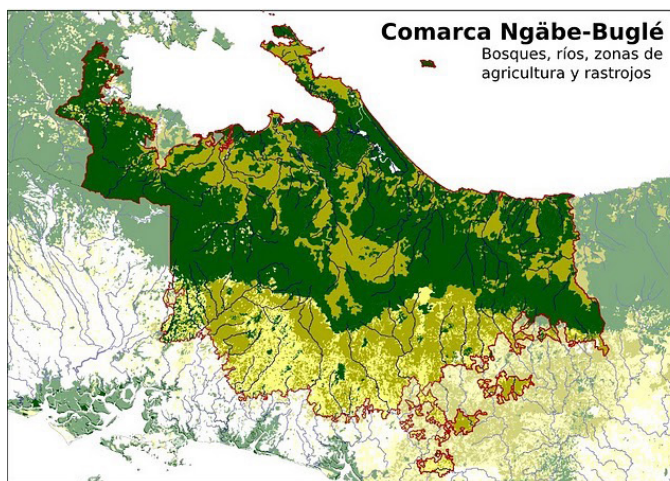 Comarca Ngäbe-Buglé
Bosques, ríos, zonas de
agricultura y rastrojos